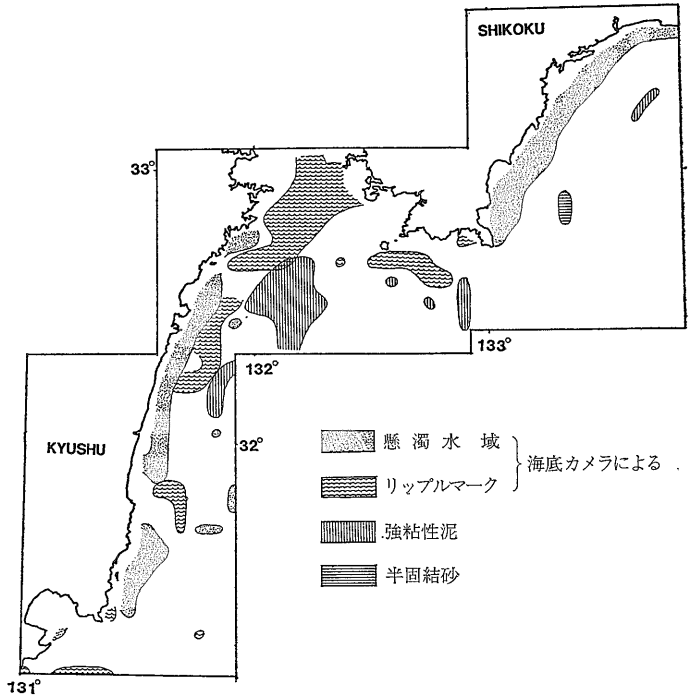 SHIKOKU
33°
133°
132°
KYUSHU
32°
懸濁水域
リップルマーク
海底カメラによる
強粘性泥
半固結砂
131°